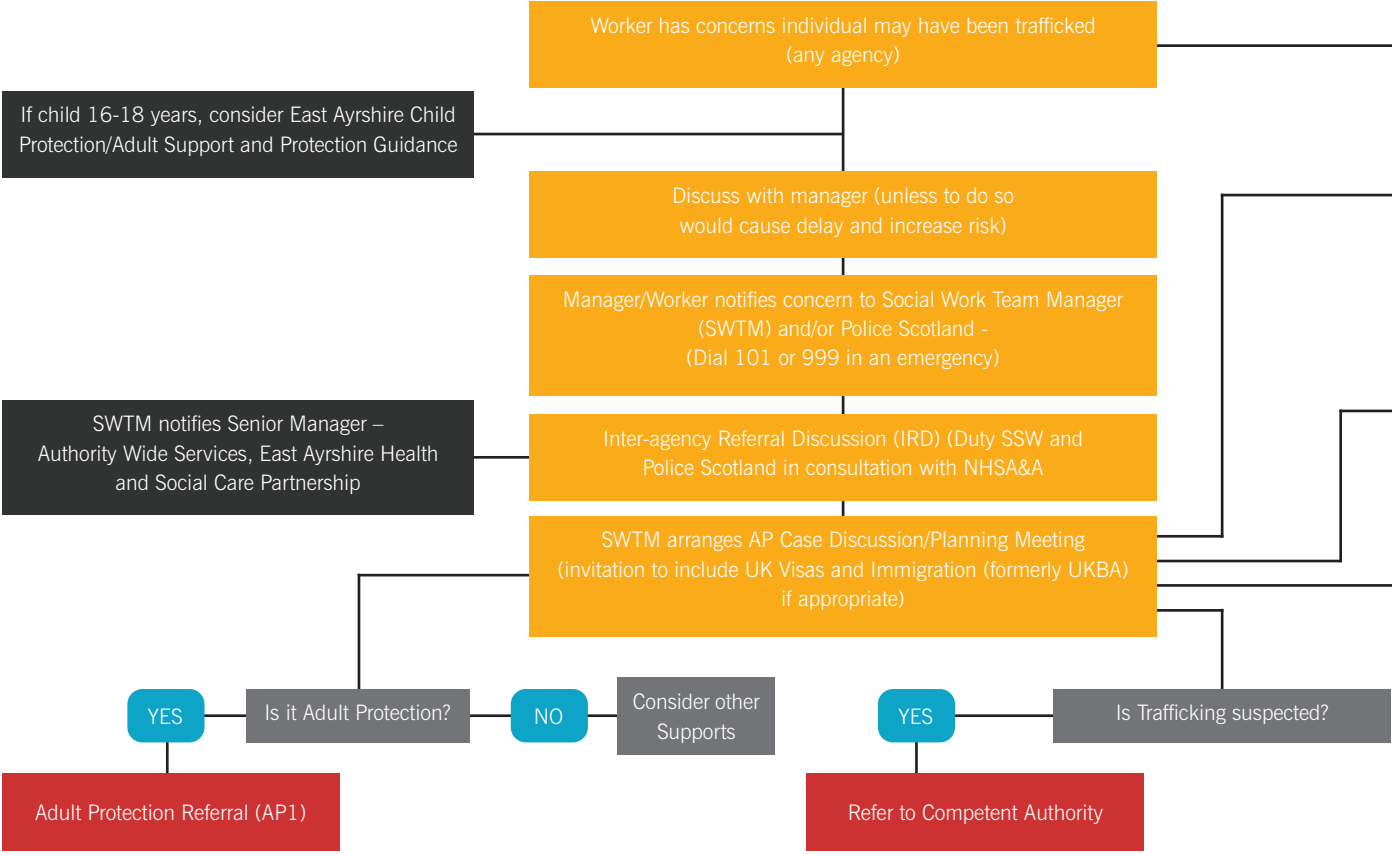 Worker has concerns individual may have been trafficked
(any agency)
If child 16-18 years, consider East Ayrshire Child
Protection/Adult Support and Protection Guidance
Discuss with manager (unless to do so
would cause delay and increase risk)
Manager/Worker notifies concern to Social Work Team Manager
(SWTM) and/or Police Scotland -
(Dial 101 or 999 in an emergency)
SWTM notifies Senior Manager –
Authority Wide Services, East Ayrshire Health
and Social Care Partnership
Inter-agency Referral Discussion (IRD) (Duty SSW and
Police Scotland in consultation with NHSA&A
SWTM arranges AP Case Discussion/Planning Meeting
(invitation to include UK Visas and Immigration (formerly UKBA)
if appropriate)
YES
Is it Adult Protection?
NO
Consider other
Supports
YES
Is Trafficking suspected?
Adult Protection Referral (AP1)
Refer to Competent Authority